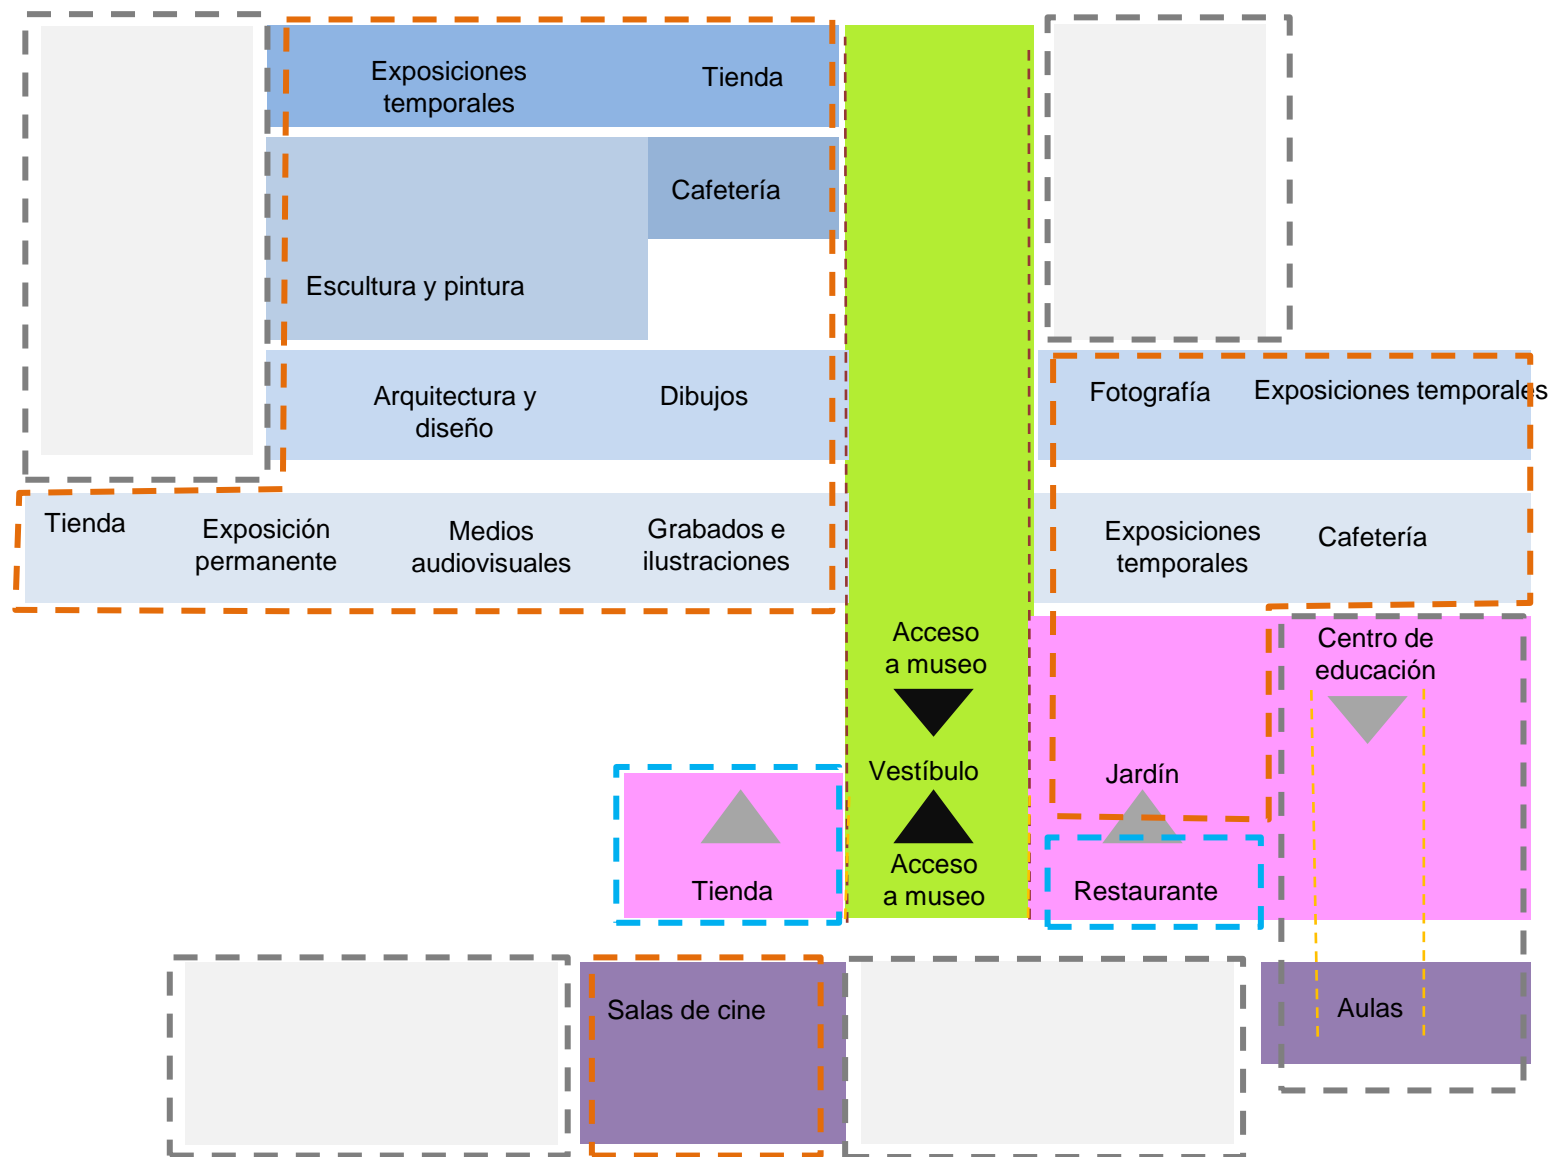 Exposiciones
temporales
Tienda
Cafetería
Escultura y pintura
Arquitectura y
diseño
Dibujos
Fotografía
Exposiciones temporales
Tienda
Exposición
permanente
Medios
audiovisuales
Grabados e
ilustraciones
Exposiciones
temporales
Cafetería
Acceso
a museo
Centro de
educación
Vestíbulo
Jardín
Tienda
Acceso
a museo
Restaurante
Salas de cine
Aulas